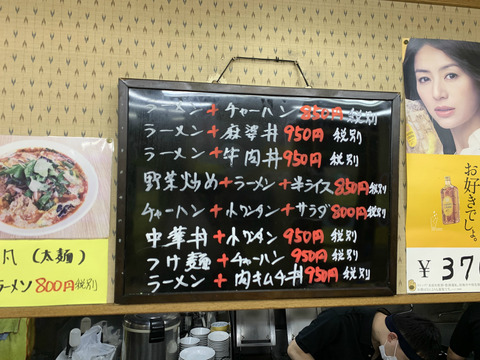 ラーメン+チャーハン 850円 税別
ラーメン+麻婆丼 950円 税別
ラーメン+牛肉丼 950円 税別
野菜炒め+ラーメン+半ライス 850円 税別
チャーハン+小ワンタン+サラダ 800円 税別
中華丼+小ワンタン 950円 税別
つけ麺+チャーハン 950円 税別
ラーメン+肉キムチ丼 950円 税別
風 (太麺)
ラーメン 800円 税別
お好きでしょ。
¥370